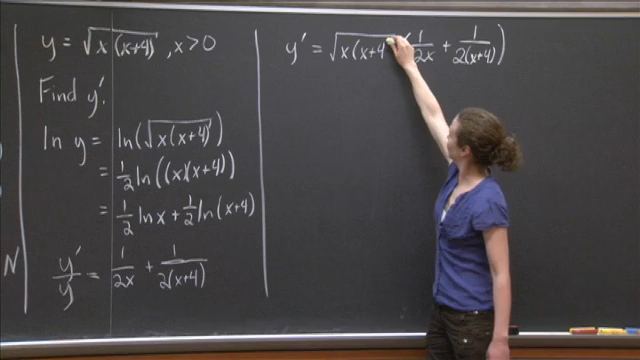 y = √(x(x+4)), x>0
Find y'.
ln y = ln(√(x(x+4)))
= 1/2 ln((x)(x+4))
= 1/2 ln x + 1/2 ln(x+4)
y'/y = 1/2x + 1/2(x+4)
N
y' = √(x(x+4 (1/2x + 1/2(x+4))